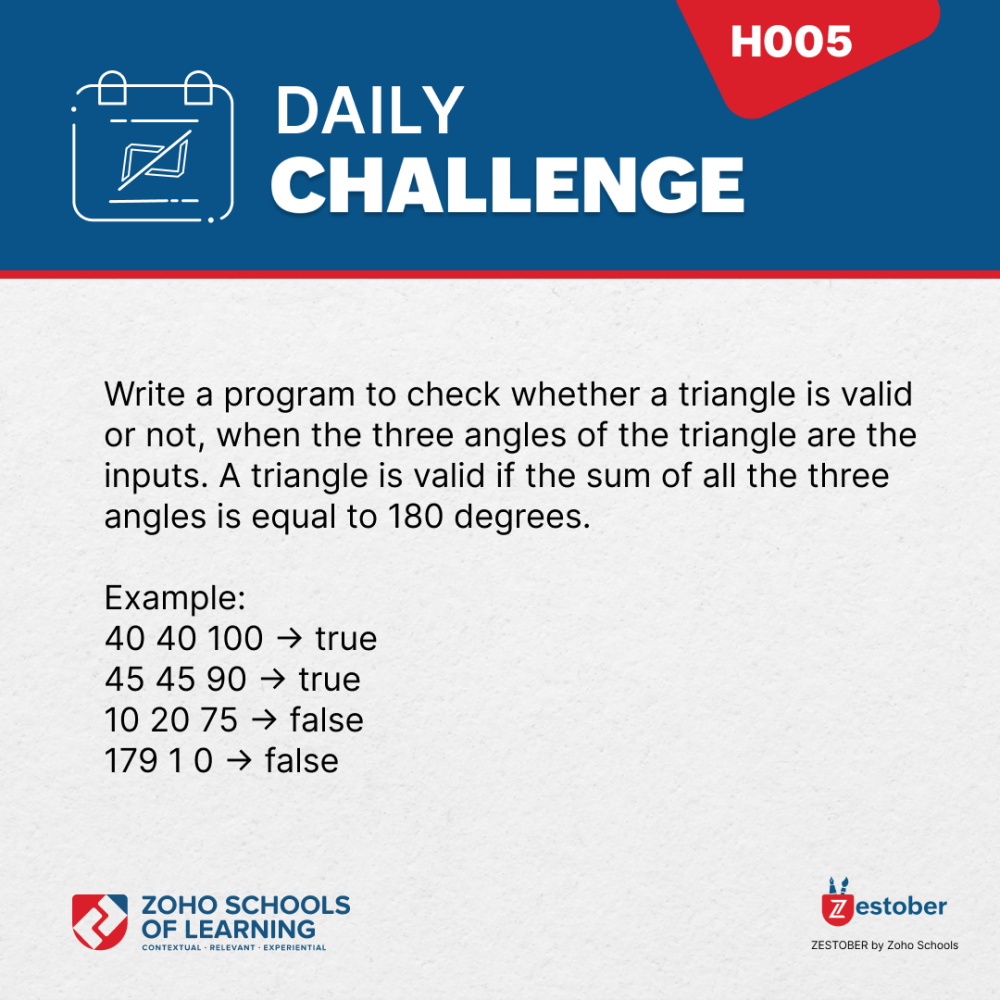 H005
DAILY
CHALLENGE
Write a program to check whether a triangle is valid
or not, when the three angles of the triangle are the
inputs. A triangle is valid if the sum of all the three
angles is equal to 180 degrees.
Example:
40 40 100 → true
45 45 90 → true
10 20 75 → false
179 1 0 → false
ZOHO SCHOOLS
OF LEARNING
CONTEXTUAL · RELEVANT · EXPERIENTIAL
Zestober
ZESTOBER by Zoho Schools